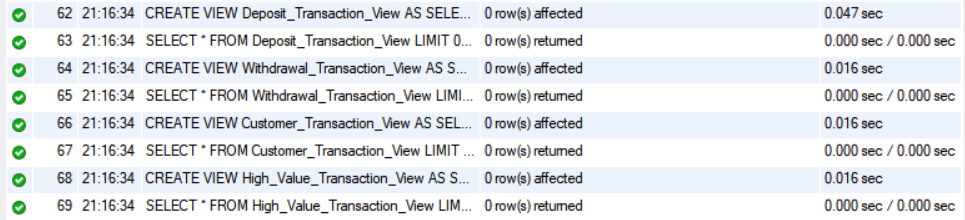 62 21:16:34 CREATE VIEW Deposit_Transaction_View AS SELE... 0 row(s) affected 0.047 sec
63 21:16:34 SELECT * FROM Deposit_Transaction_View LIMIT 0... 0 row(s) returned 0.000 sec / 0.000 sec
64 21:16:34 CREATE VIEW Withdrawal_Transaction_View AS S... 0 row(s) affected 0.016 sec
65 21:16:34 SELECT * FROM Withdrawal_Transaction_View LIMI... 0 row(s) returned 0.000 sec / 0.000 sec
66 21:16:34 CREATE VIEW Customer_Transaction_View AS SEL... 0 row(s) affected 0.016 sec
67 21:16:34 SELECT * FROM Customer_Transaction_View LIMIT ... 0 row(s) returned 0.000 sec / 0.000 sec
68 21:16:34 CREATE VIEW High_Value_Transaction_View AS S... 0 row(s) affected 0.016 sec
69 21:16:34 SELECT * FROM High_Value_Transaction_View LIM... 0 row(s) returned 0.000 sec / 0.000 sec